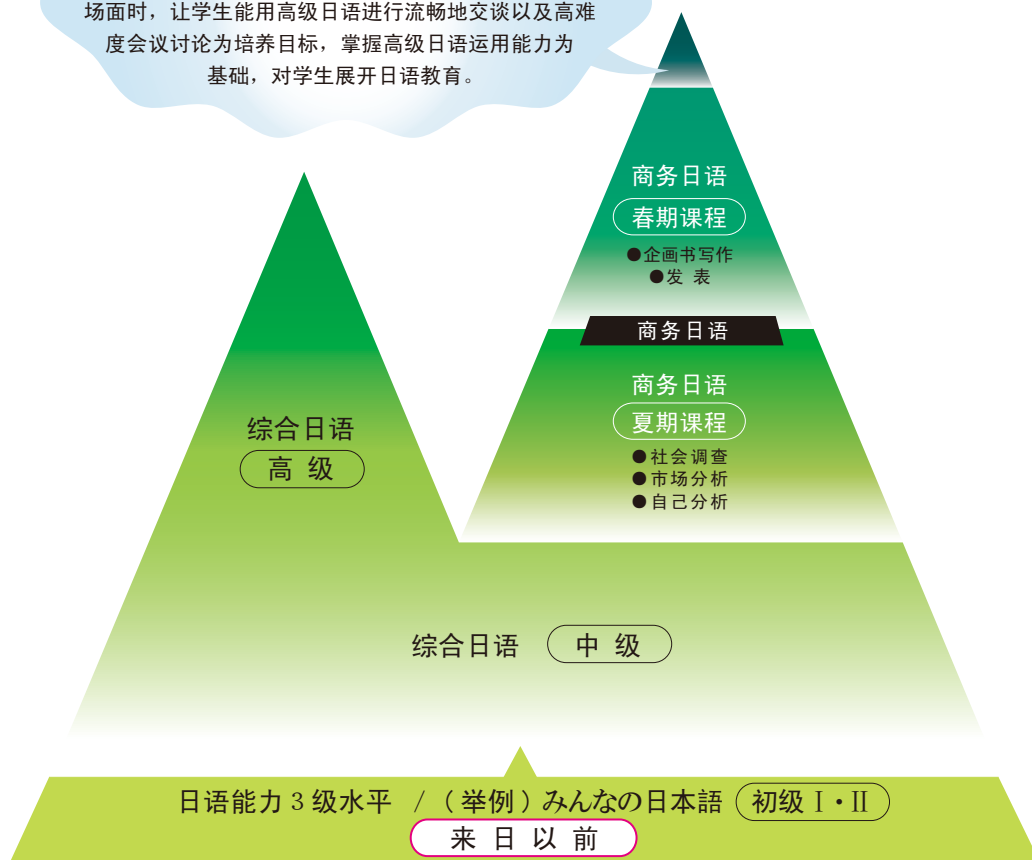 场面时，让学生能用高级日语进行流畅地交谈以及高难
度会议讨论为培养目标，掌握高级日语运用能力为
基础，对学生展开日语教育。
商务日语
春期课程
●企画书写作
●发 表
商务日语
商务日语
夏期课程
●社会调查
●市场分析
●自己分析
综合日语
高 级
综合日语 中 级
日语能力 3 级水平 /（举例）みんなの日本語 初级 Ⅰ・Ⅱ
来 日 以 前